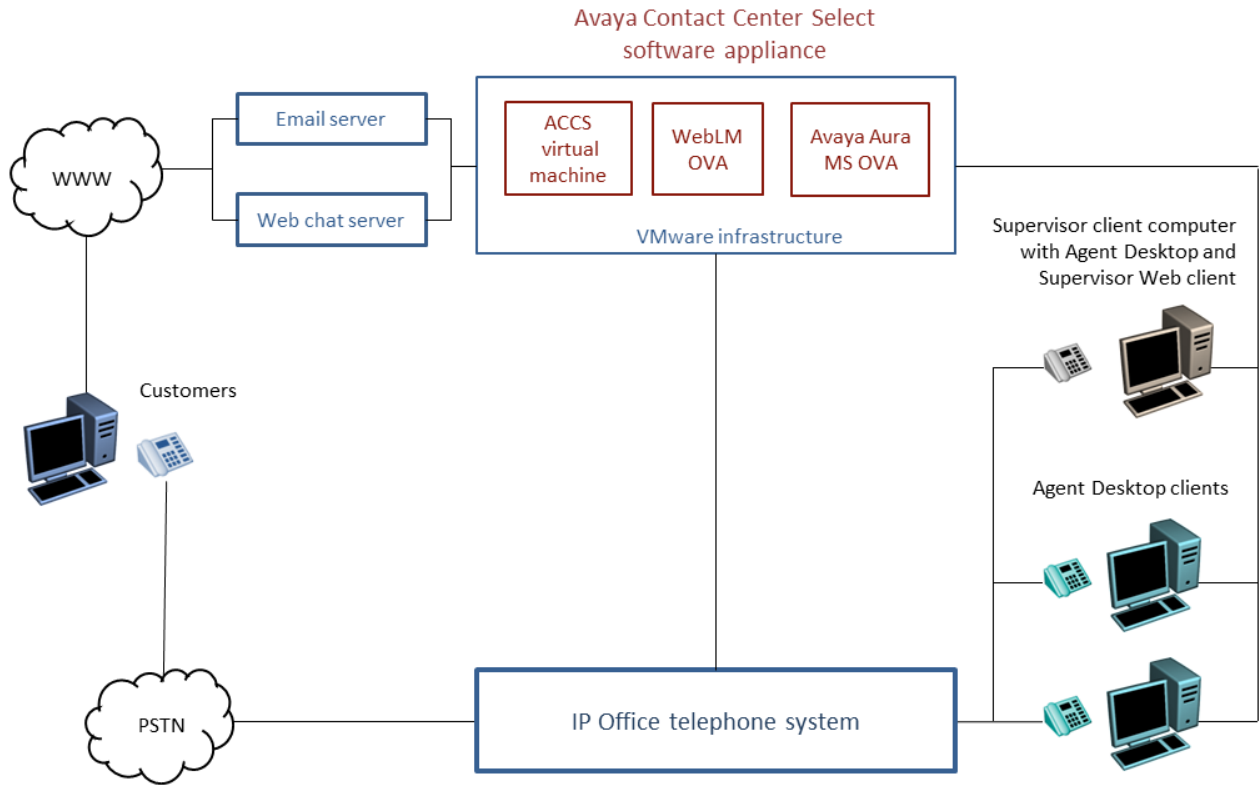 Avaya Contact Center Select
software appliance
Email server
Web chat server
WWW
ACCS
virtual
machine
WebLM
OVA
Avaya Aura
MS OVA
VMware infrastructure
Supervisor client computer
with Agent Desktop and
Supervisor Web client
Customers
Agent Desktop clients
PSTN
IP Office telephone system